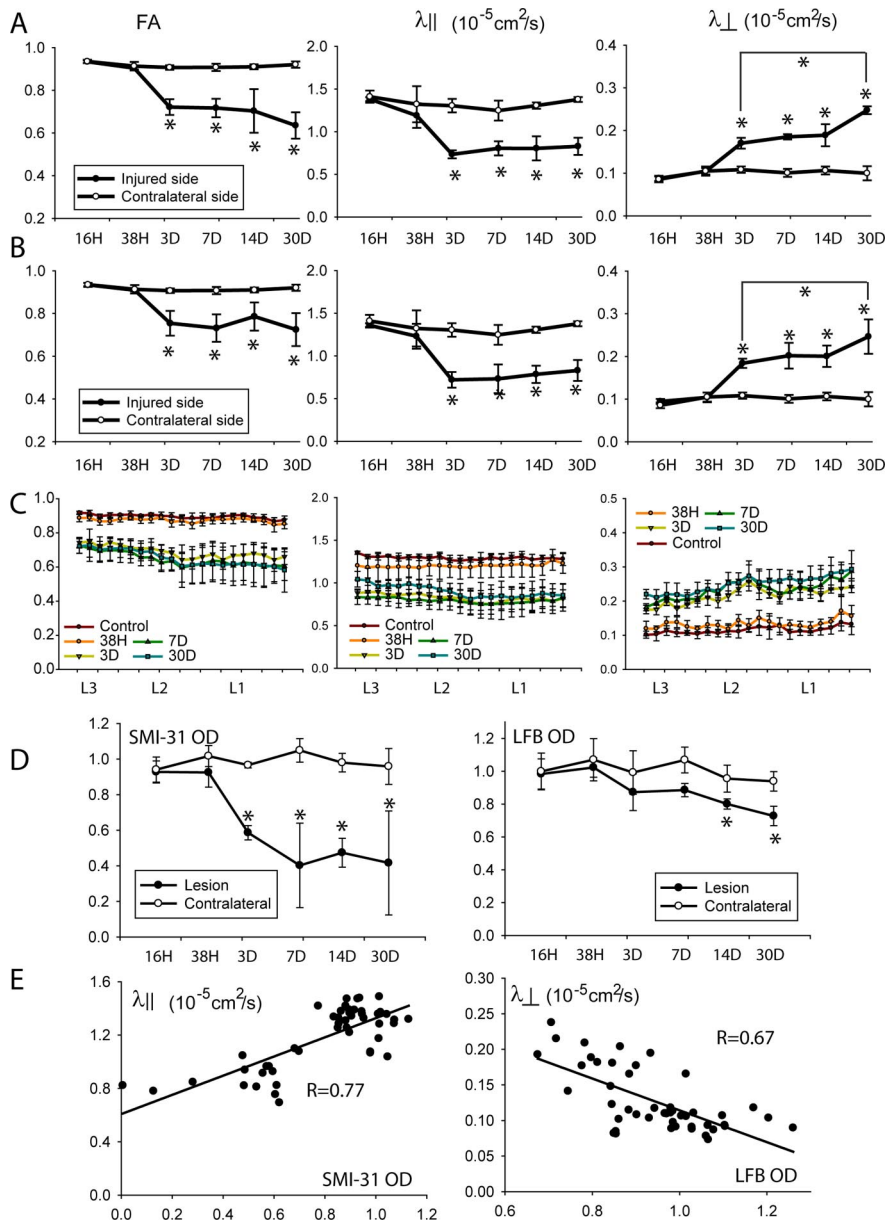 A
FA
λ|| (10⁻⁵cm²/s)
λ⊥ (10⁻⁵cm²/s)
1.0
0.8
0.6
0.4
0.2
Injured side
Contralateral side
* * * *
16H 38H 3D 7D 14D 30D
2.0
1.5
1.0
0.5
0.0
* * * *
16H 38H 3D 7D 14D 30D
0.4
0.3
0.2
0.1
0.0
*
* * * *
16H 38H 3D 7D 14D 30D
B
1.0
0.8
0.6
0.4
0.2
Injured side
Contralateral side
* * * *
16H 38H 3D 7D 14D 30D
2.0
1.5
1.0
0.5
0.0
* * * *
16H 38H 3D 7D 14D 30D
0.4
0.3
0.2
0.1
0.0
*
* * * *
16H 38H 3D 7D 14D 30D
C
1.0
0.8
0.6
0.4
0.2
0.0
Control
38H 7D
3D 30D
L3 L2 L1
2.0
1.5
1.0
0.5
0.0
Control
38H 7D
3D 30D
L3 L2 L1
0.5
0.4
0.3
0.2
0.1
0.0
38H 7D
3D 30D
Control
L3 L2 L1
D
SMI-31 OD
1.2
1.0
0.8
0.6
0.4
0.2
0.0
* * * *
Lesion
Contralateral
16H 38H 3D 7D 14D 30D
LFB OD
1.2
1.0
0.8
0.6
0.4
0.2
0.0
* *
Lesion
Contralateral
16H 38H 3D 7D 14D 30D
E
λ|| (10⁻⁵cm²/s)
1.6
1.4
1.2
0.8
0.4
0.0
R=0.77
SMI-31 OD
0.0 0.2 0.4 0.6 0.8 1.0 1.2
λ⊥ (10⁻⁵cm²/s)
0.30
0.25
0.20
0.15
0.10
0.05
0.00
R=0.67
LFB OD
0.6 0.8 1.0 1.2